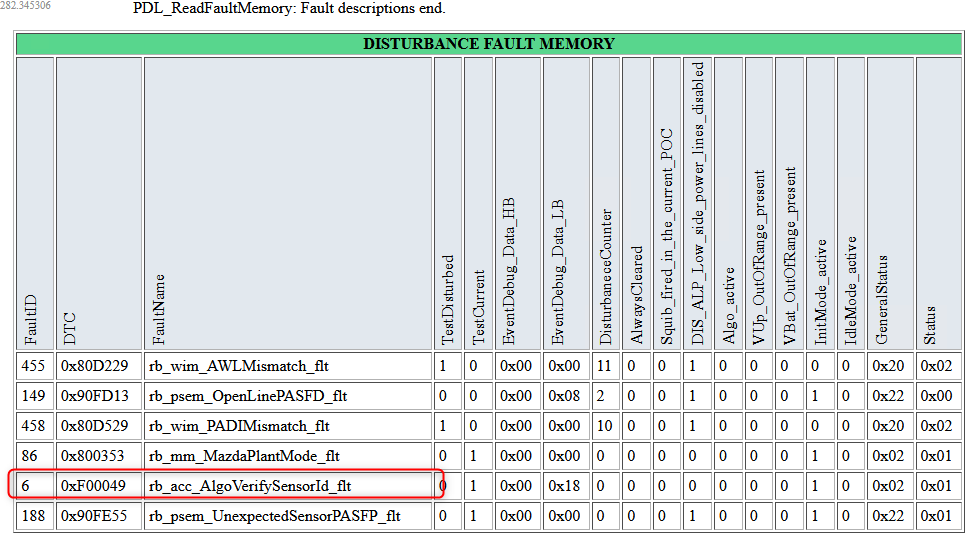 282.345306
PDL_ReadFaultMemory: Fault descriptions end.
DISTURBANCE FAULT MEMORY
FaultID DTC FaultName TestDisturbed TestCurrent EventDebug_Data_HB EventDebug_Data_LB DisturbaneceCounter AlwaysCleared Squib_fired_in_the_current_POC DIS_ALP_Low_side_power_lines_disabled Algo_active VUp_OutOfRange_present VBat_OutOfRange_present InitMode_active IdleMode_active GeneralStatus Status
455 0x80D229 rb_wim_AWLMismatch_flt 1 0 0x00 0x00 11 0 0 1 0 0 0 0 0 0x20 0x02
149 0x90FD13 rb_psem_OpenLinePASFD_flt 0 0 0x00 0x08 2 0 0 1 0 0 0 1 0 0x22 0x00
458 0x80D529 rb_wim_PADIMismatch_flt 1 0 0x00 0x00 10 0 0 1 0 0 0 0 0 0x20 0x02
86 0x800353 rb_mm_MazdaPlantMode_flt 0 1 0x00 0x00 0 0 0 0 0 0 0 1 0 0x02 0x01
6 0xF00049 rb_acc_AlgoVerifySensorId_flt 0 1 0x00 0x18 0 0 0 0 0 0 0 1 0 0x02 0x01
188 0x90FE55 rb_psem_UnexpectedSensorPASFP_flt 0 1 0x00 0x00 0 0 0 1 0 0 0 1 0 0x22 0x01